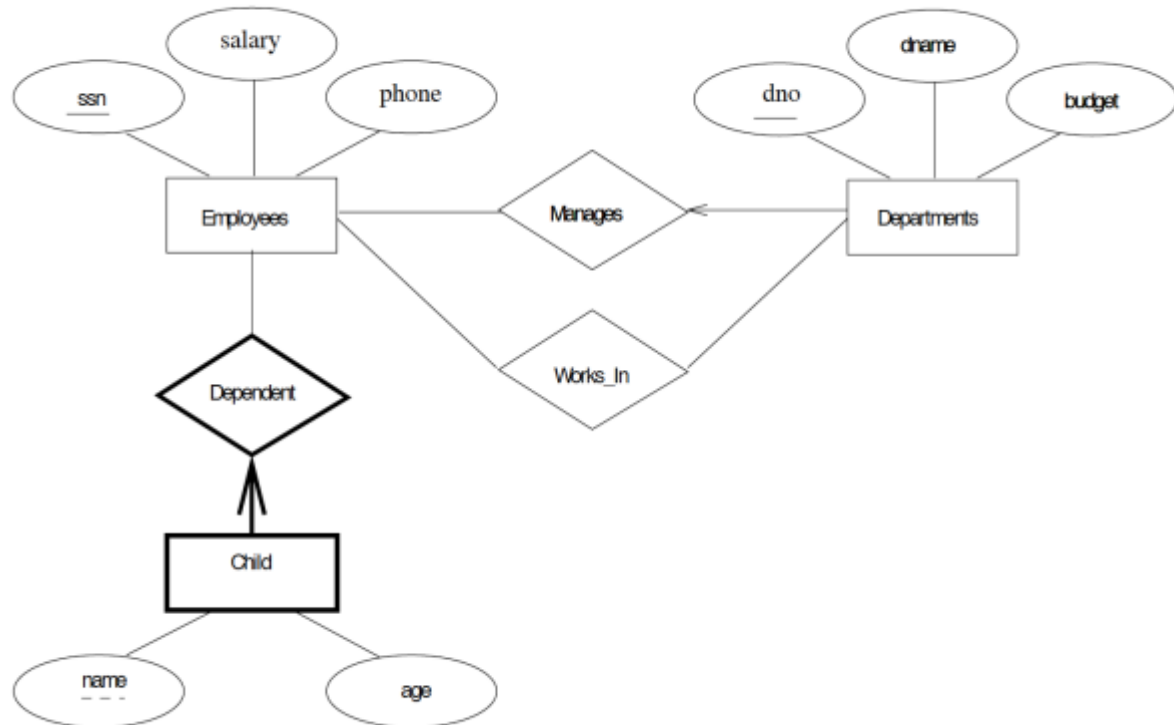 salary
dname
ssn
phone
dno
budget
Employees
Manages
Departments
Dependent
Works_In
Child
name
age